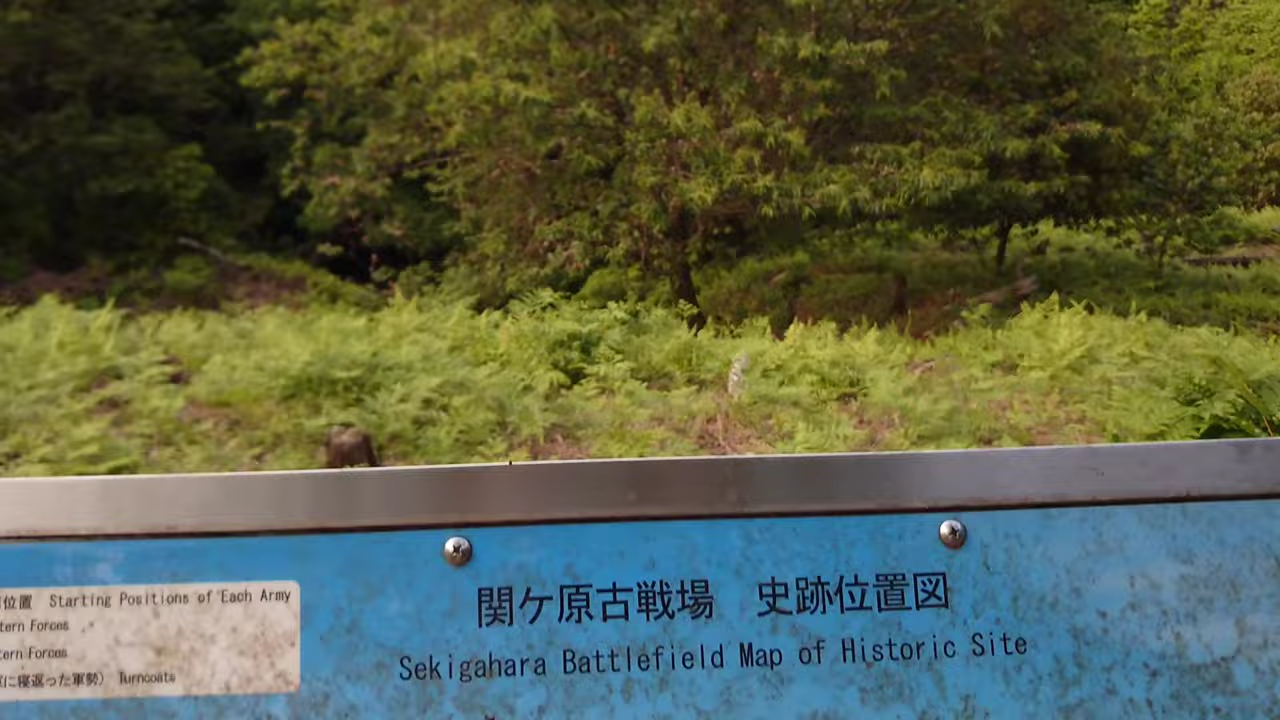 位置 Starting Positions of Each Army
tern Forces
tern Forces
に寝返った軍勢） Turncoats
関ケ原古戦場　史跡位置図
Sekigahara Battlefield Map of Historic Site